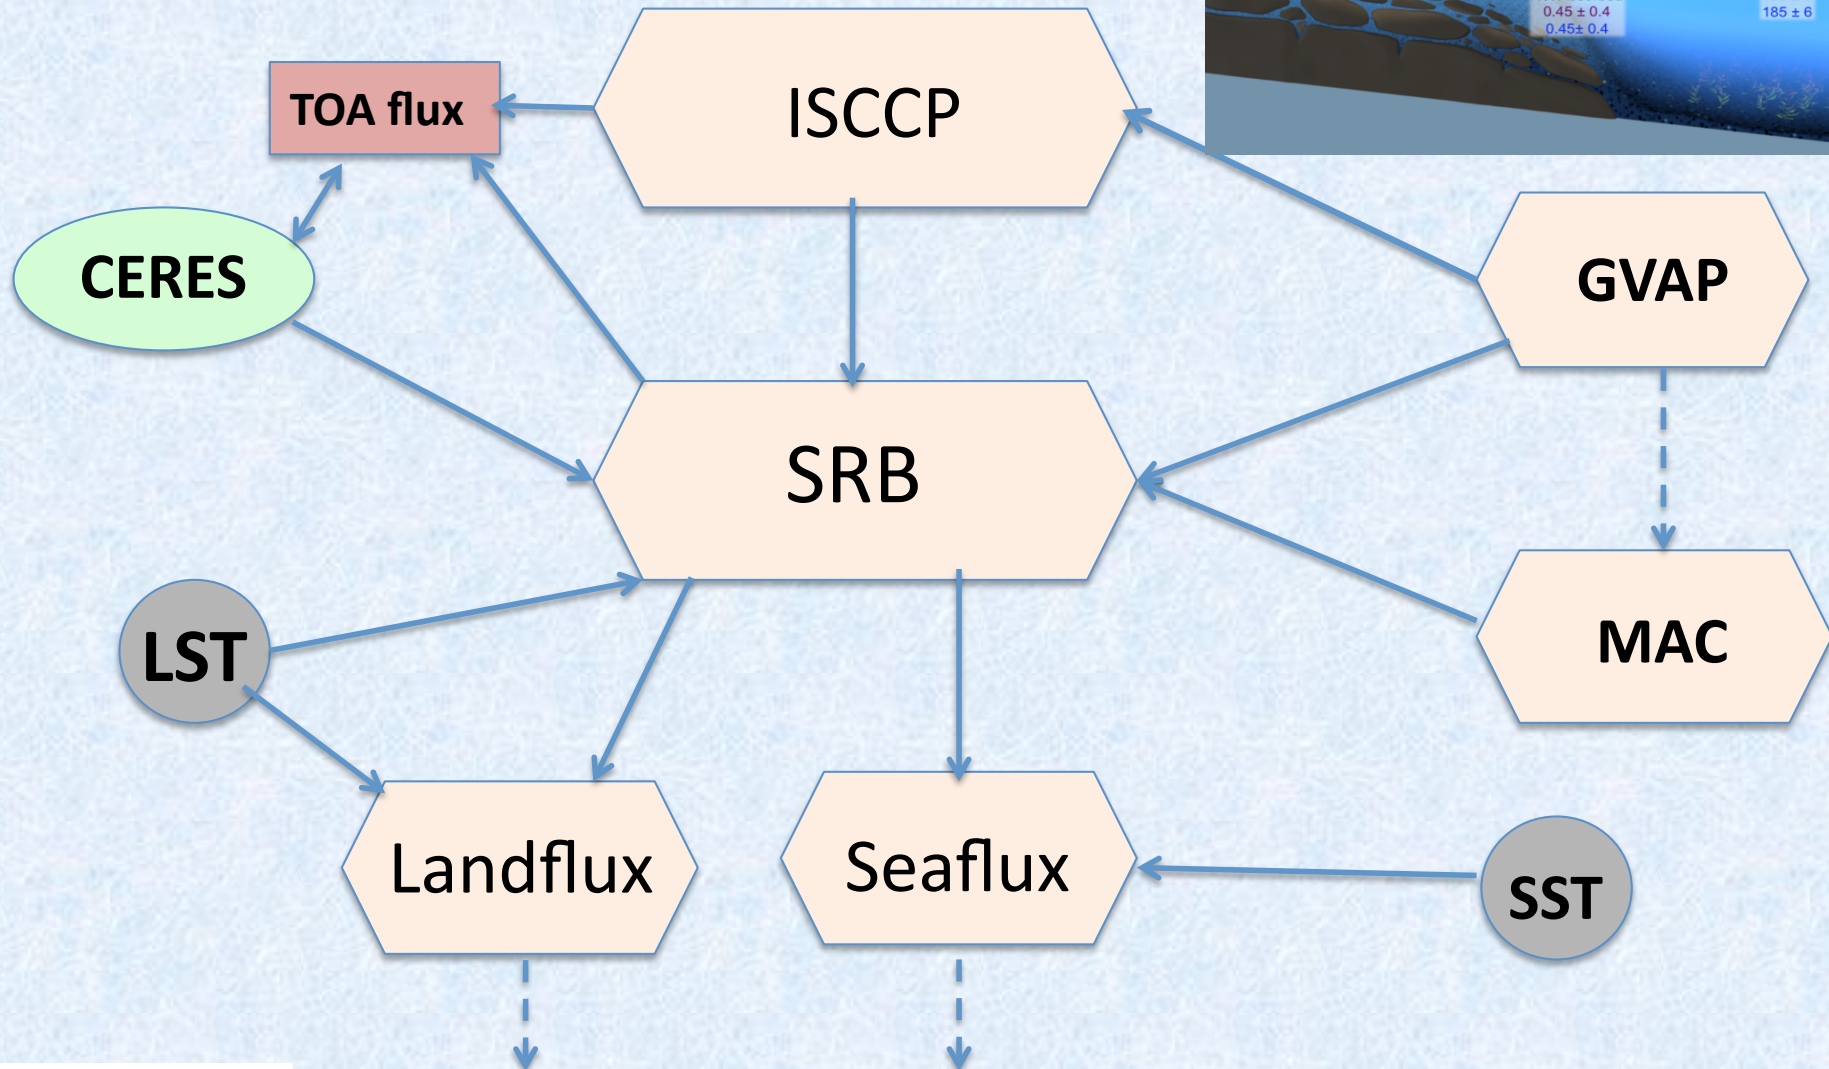 0.45 ± 0.4
0.45± 0.4
185 ± 6
TOA flux
ISCCP
CERES
GVAP
SRB
LST
MAC
Landflux
Seaflux
SST